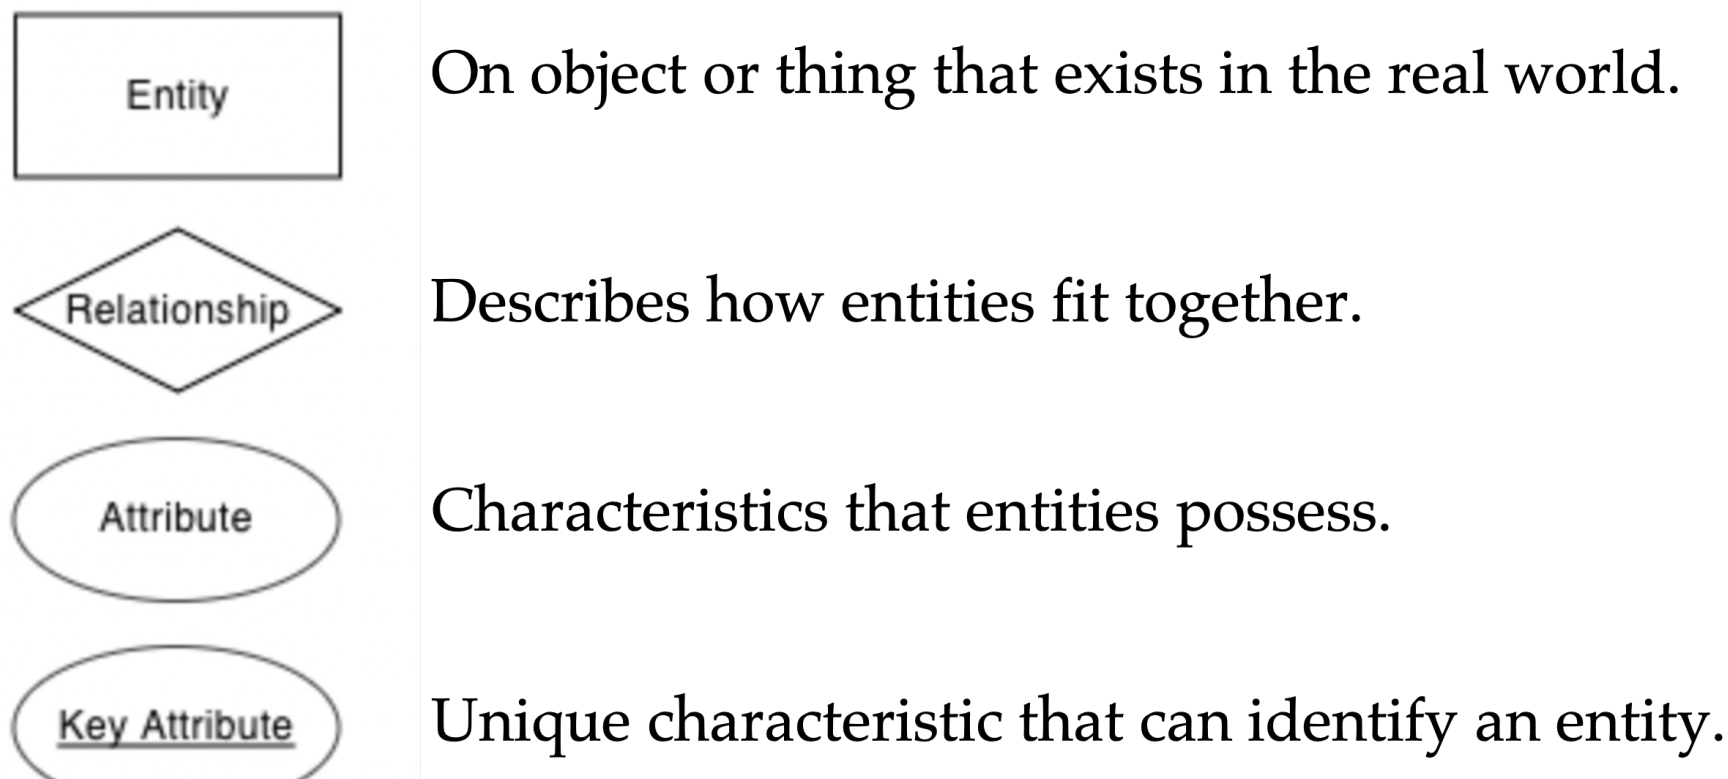 Entity
On object or thing that exists in the real world.
Relationship
Describes how entities fit together.
Attribute
Characteristics that entities possess.
Key Attribute
Unique characteristic that can identify an entity.